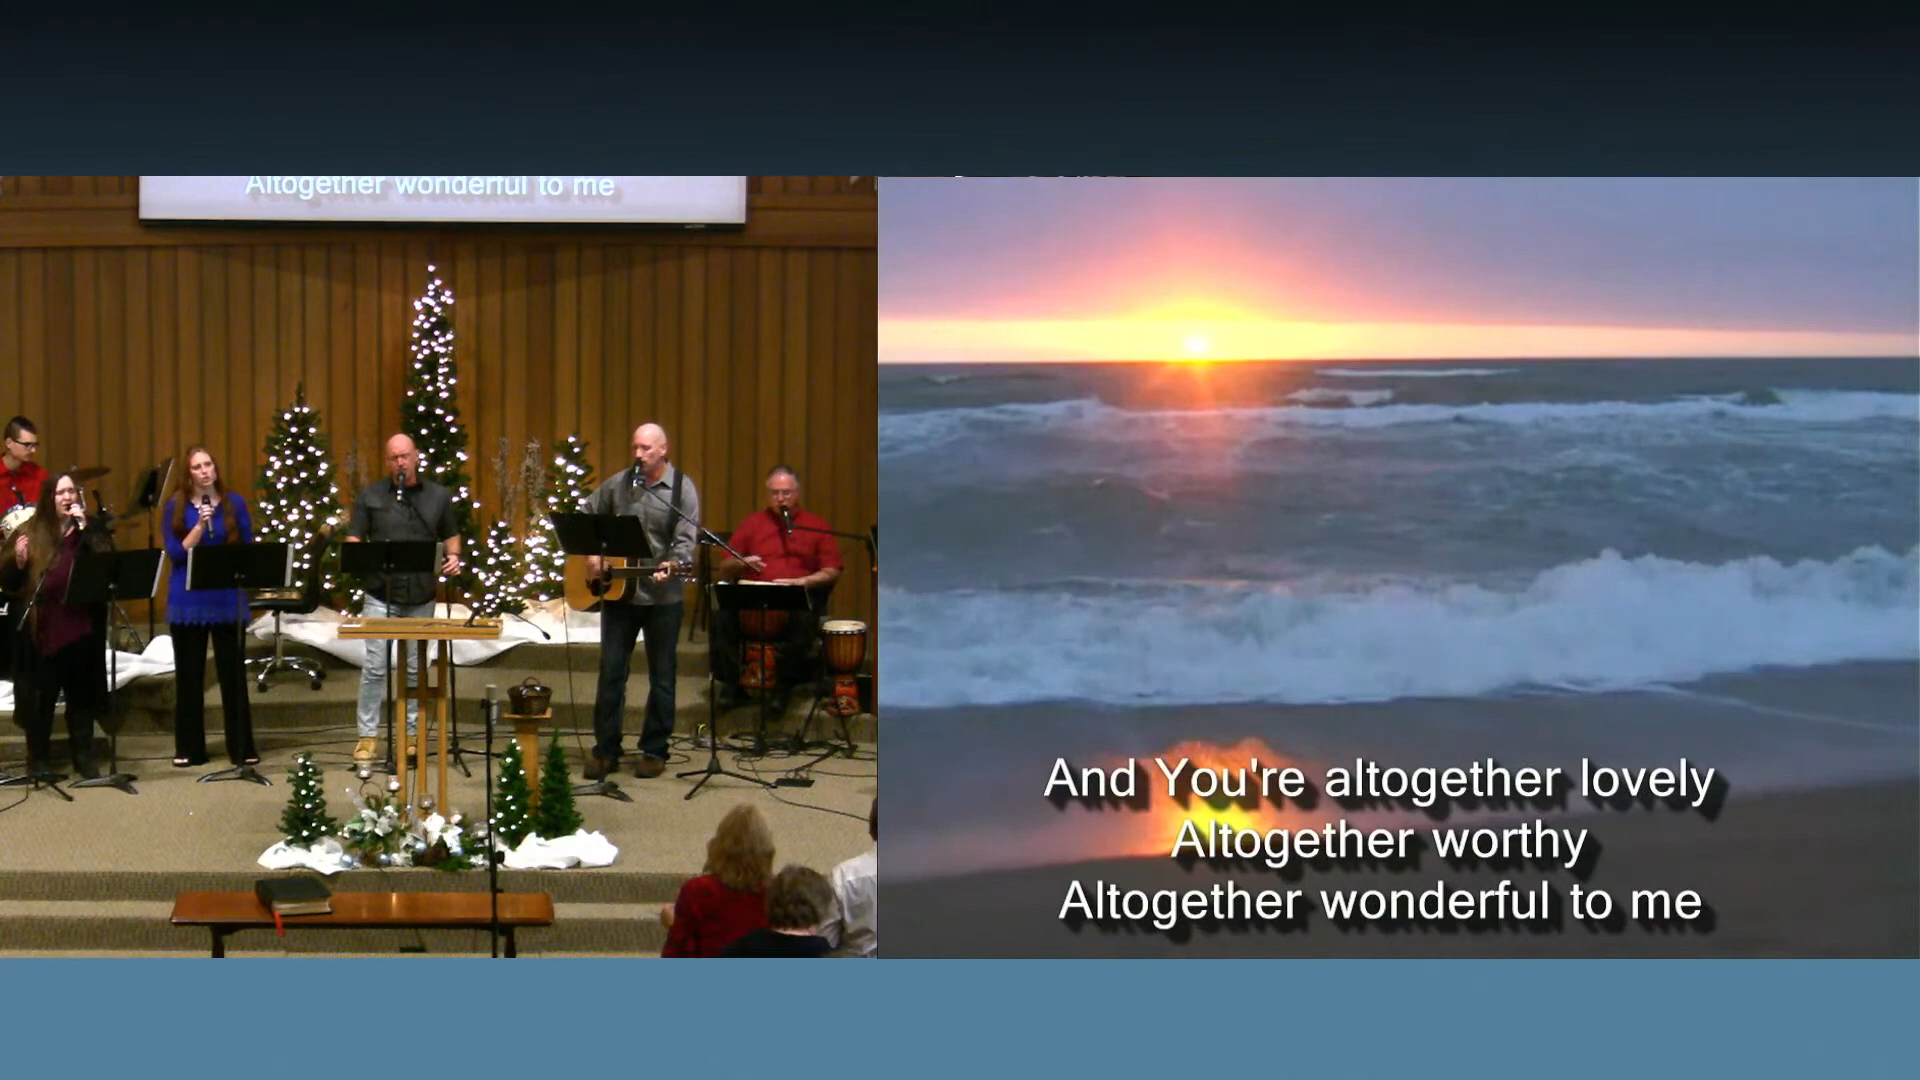 Altogether wonderful to me
And You're altogether lovely
Altogether worthy
Altogether wonderful to me